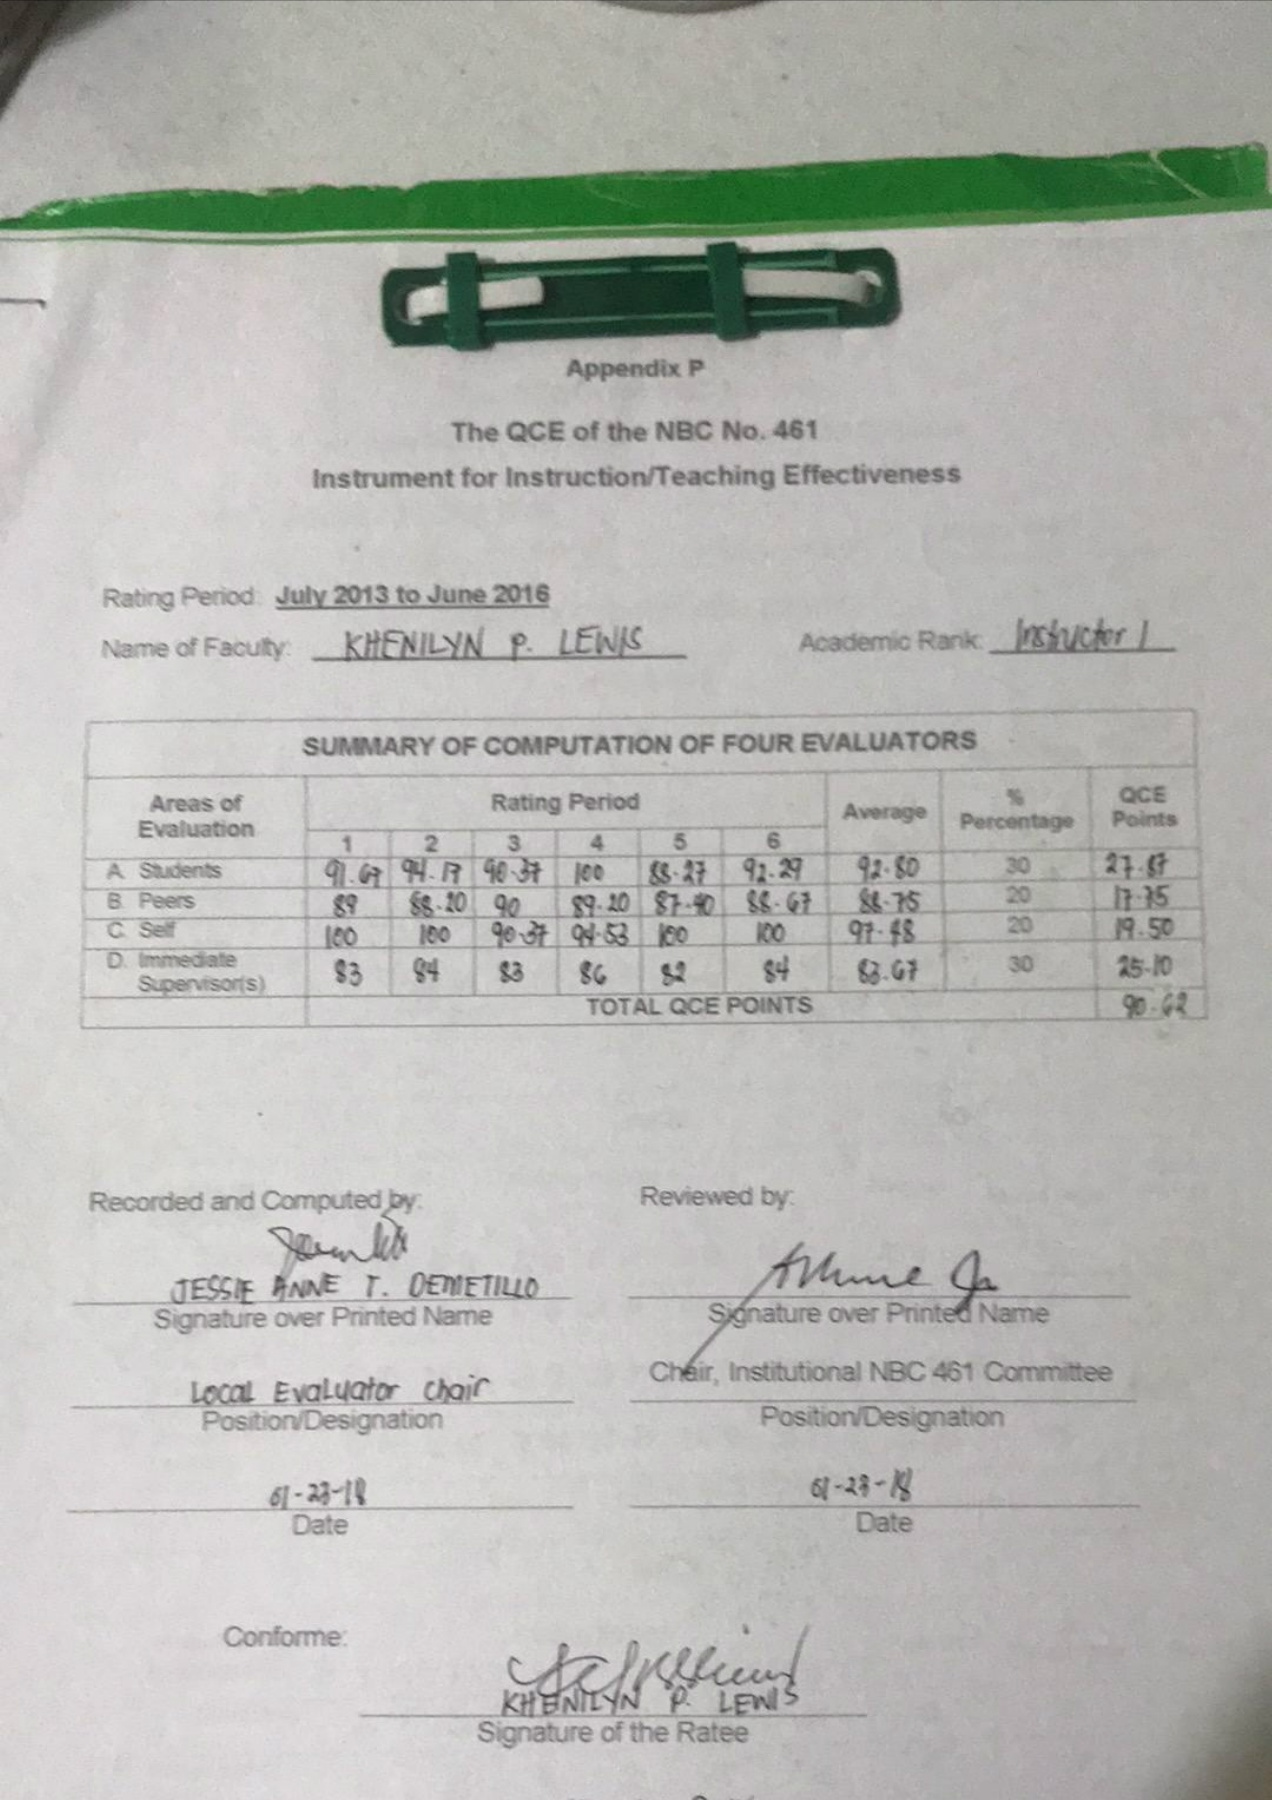 Appendix P
The QCE of the NBC No. 461
Instrument for Instruction/Teaching Effectiveness
Rating Period: July 2013 to June 2016
Name of Faculty: KHENILYN P. LEWIS Academic Rank: Instructor I
SUMMARY OF COMPUTATION OF FOUR EVALUATORS
Areas of Evaluation Rating Period Average % Percentage QCE Points
1 2 3 4 5 6
A. Students 91.67 94.17 90.37 100 88.27 92.29 92.80 30 27.87
B. Peers 89 88.20 90 89.20 87.40 88.67 88.75 20 17.75
C. Self 100 100 90.37 94.53 100 100 97.48 20 19.50
D. Immediate Supervisor(s) 83 84 83 86 82 84 83.67 30 25.10
TOTAL QCE POINTS 90.62
Recorded and Computed by: Reviewed by:
JESSIE ANNE T. DEMETILLO
Signature over Printed Name Signature over Printed Name
Local Evaluator Chair Chair, Institutional NBC 461 Committee
Position/Designation Position/Designation
01-23-18 01-23-18
Date Date
Conforme:
KHENILYN P. LEWIS
Signature of the Ratee